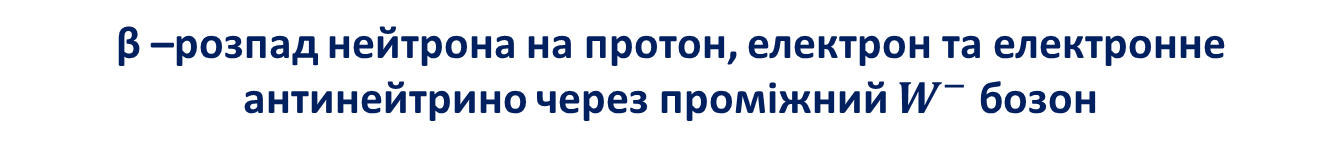 β –розпад нейтрона на протон, електрон та електронне
антинейтрино через проміжний W⁻ бозон